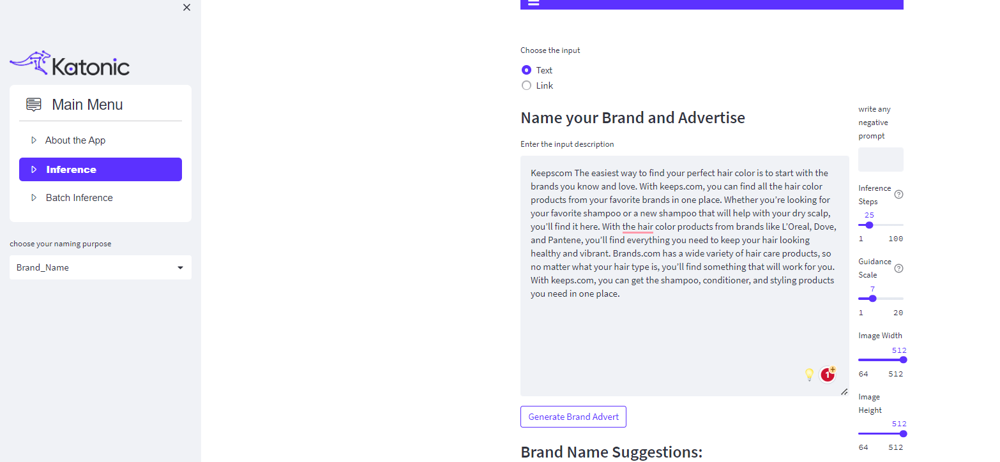 Katonic
Main Menu
About the App
Inference
Batch Inference
choose your naming purpose
Brand_Name
Choose the input
Text
Link
Name your Brand and Advertise
Enter the input description
Keepscom The easiest way to find your perfect hair color is to start with the
brands you know and love. With keeps.com, you can find all the hair color
products from your favorite brands in one place. Whether you’re looking for
your favorite shampoo or a new shampoo that will help with your dry scalp,
you’ll find it here. With the hair color products from brands like L’Oreal, Dove,
and Pantene, you’ll find everything you need to keep your hair looking
healthy and vibrant. Brands.com has a wide variety of hair care products, so
no matter what your hair type is, you’ll find something that will work for you.
With keeps.com, you can get the shampoo, conditioner, and styling products
you need in one place.
1
Generate Brand Advert
Brand Name Suggestions:
write any
negative
prompt
Inference
Steps
25
1 100
Guidance
Scale
7
1 20
Image Width
512
64 512
Image
Height
512
64 512